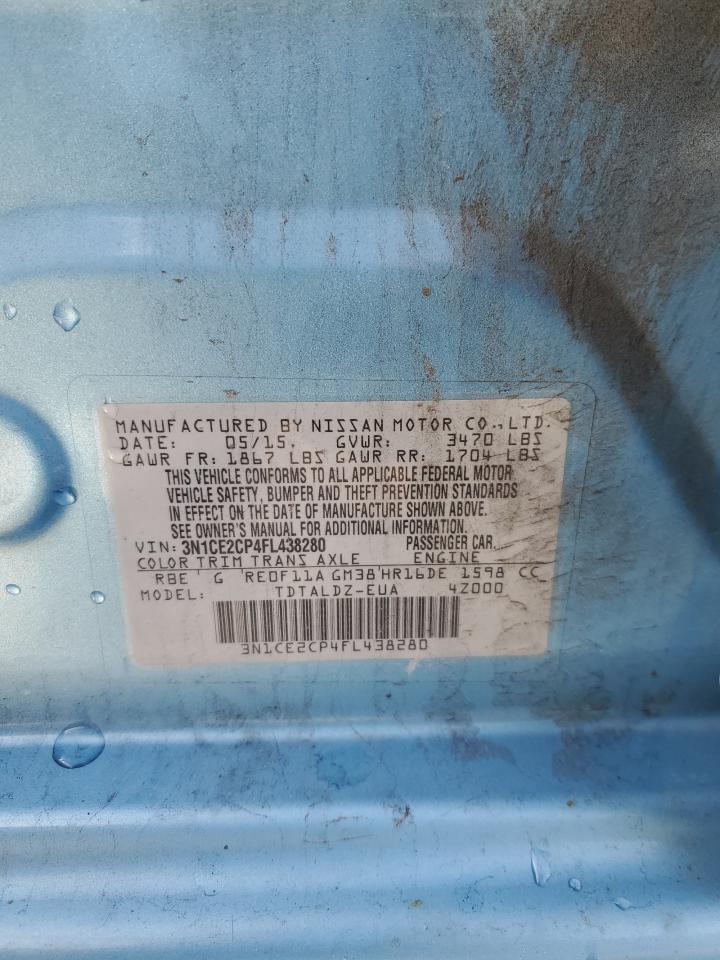 MANUFACTURED BY NISSAN MOTOR CO.,LTD.
DATE: 05/15. GVWR: 3470 LBS
GAWR FR: 1867 LBS GAWR RR: 1704 LBS
THIS VEHICLE CONFORMS TO ALL APPLICABLE FEDERAL MOTOR
VEHICLE SAFETY, BUMPER AND THEFT PREVENTION STANDARDS
IN EFFECT ON THE DATE OF MANUFACTURE SHOWN ABOVE.
SEE OWNER'S MANUAL FOR ADDITIONAL INFORMATION.
VIN: 3N1CE2CP4FL438280 PASSENGER CAR
COLOR TRIM TRANS AXLE ENGINE
RBE G RE0F11A GM38 HR16DE 1598 CC
MODEL: TDTALDZ-EUA 4Z000
3N1CE2CP4FL438280